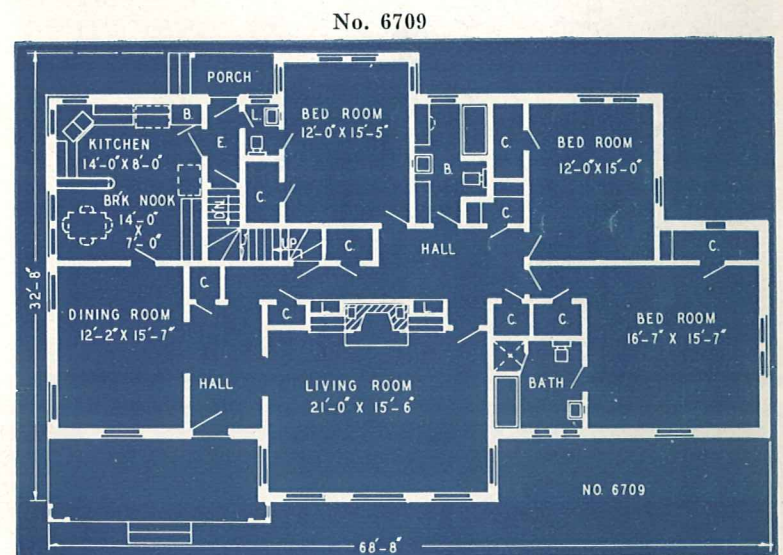 No. 6709
PORCH
B.
L.
BED ROOM
12'-0" X 15'-5"
KITCHEN
14'-0" X 8'-0"
E.
B.
C.
BED ROOM
12'-0" X 15'-0"
BRK NOOK
14'-0"
X
7'-0"
C.
C.
DN.
UP
C.
HALL
C.
32'-8"
C.
DINING ROOM
12'-2" X 15'-7"
C.
L.
L.
C.
C.
BED ROOM
16'-7" X 15'-7"
HALL
LIVING ROOM
21'-0" X 15'-6"
BATH
NO. 6709
68'-8"